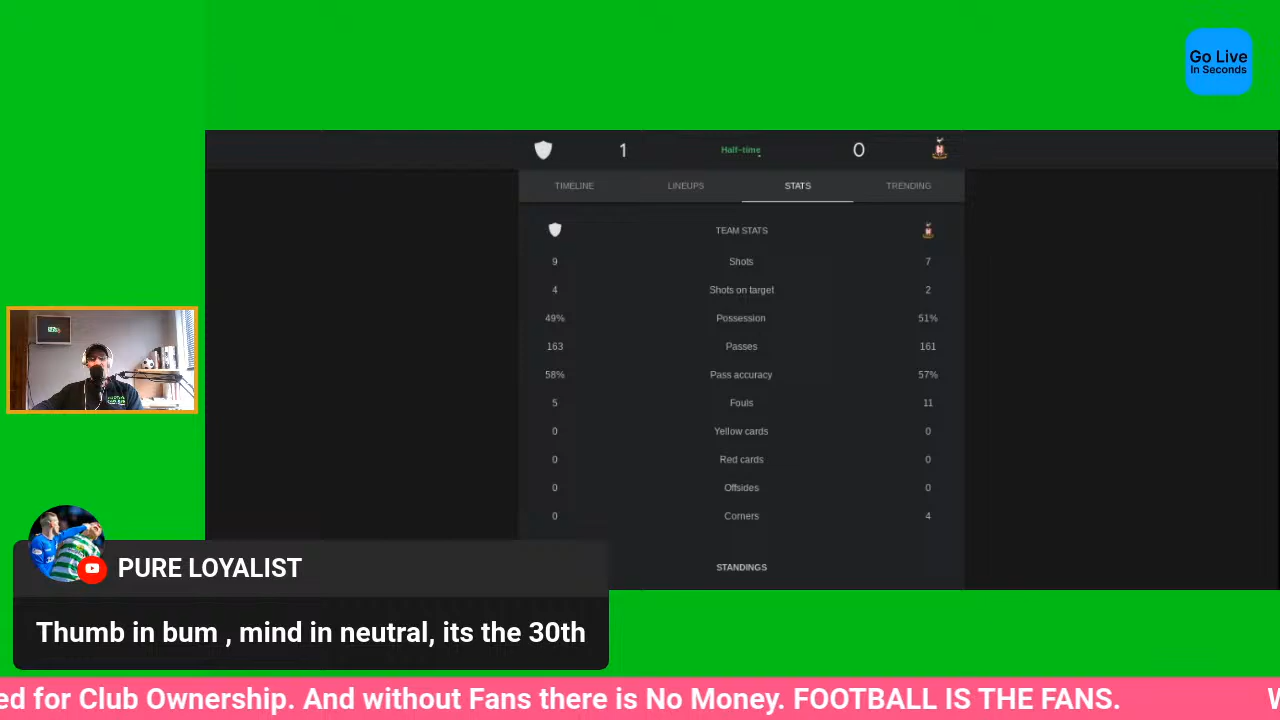 Go Live
In Seconds
1 Half-time 0
TIMELINE LINEUPS STATS TRENDING
TEAM STATS
9 Shots 7
4 Shots on target 2
49% Possession 51%
163 Passes 161
58% Pass accuracy 57%
5 Fouls 11
0 Yellow cards 0
0 Red cards 0
0 Offsides 0
0 Corners 4
STANDINGS
PURE LOYALIST
Thumb in bum , mind in neutral, its the 30th
ed for Club Ownership. And without Fans there is No Money. FOOTBALL IS THE FANS. W